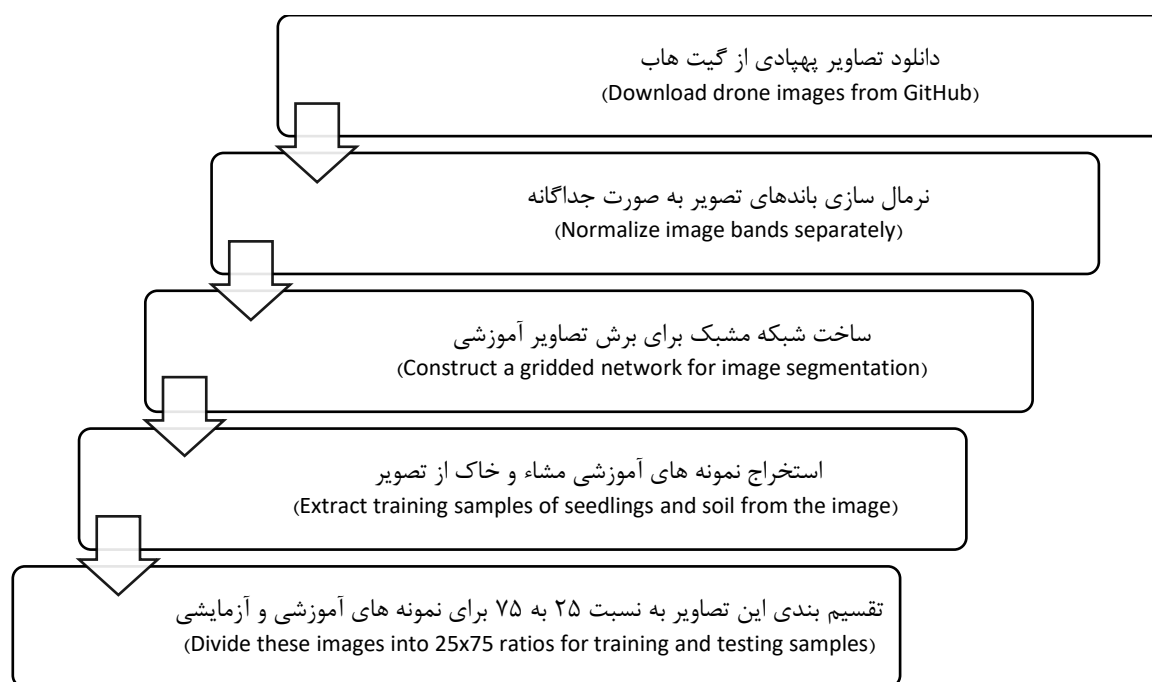 دانلود تصاویر پهپادی از گیت هاب
(Download drone images from GitHub)
نرمال سازی باندهای تصویر به صورت جداگانه
(Normalize image bands separately)
ساخت شبکه مشبک برای برش تصاویر آموزشی
(Construct a gridded network for image segmentation)
استخراج نمونه های آموزشی مشاء و خاک از تصویر
(Extract training samples of seedlings and soil from the image)
تقسیم بندی این تصاویر به نسبت ۲۵ به ۷۵ برای نمونه های آموزشی و آزمایشی
(Divide these images into 25x75 ratios for training and testing samples)